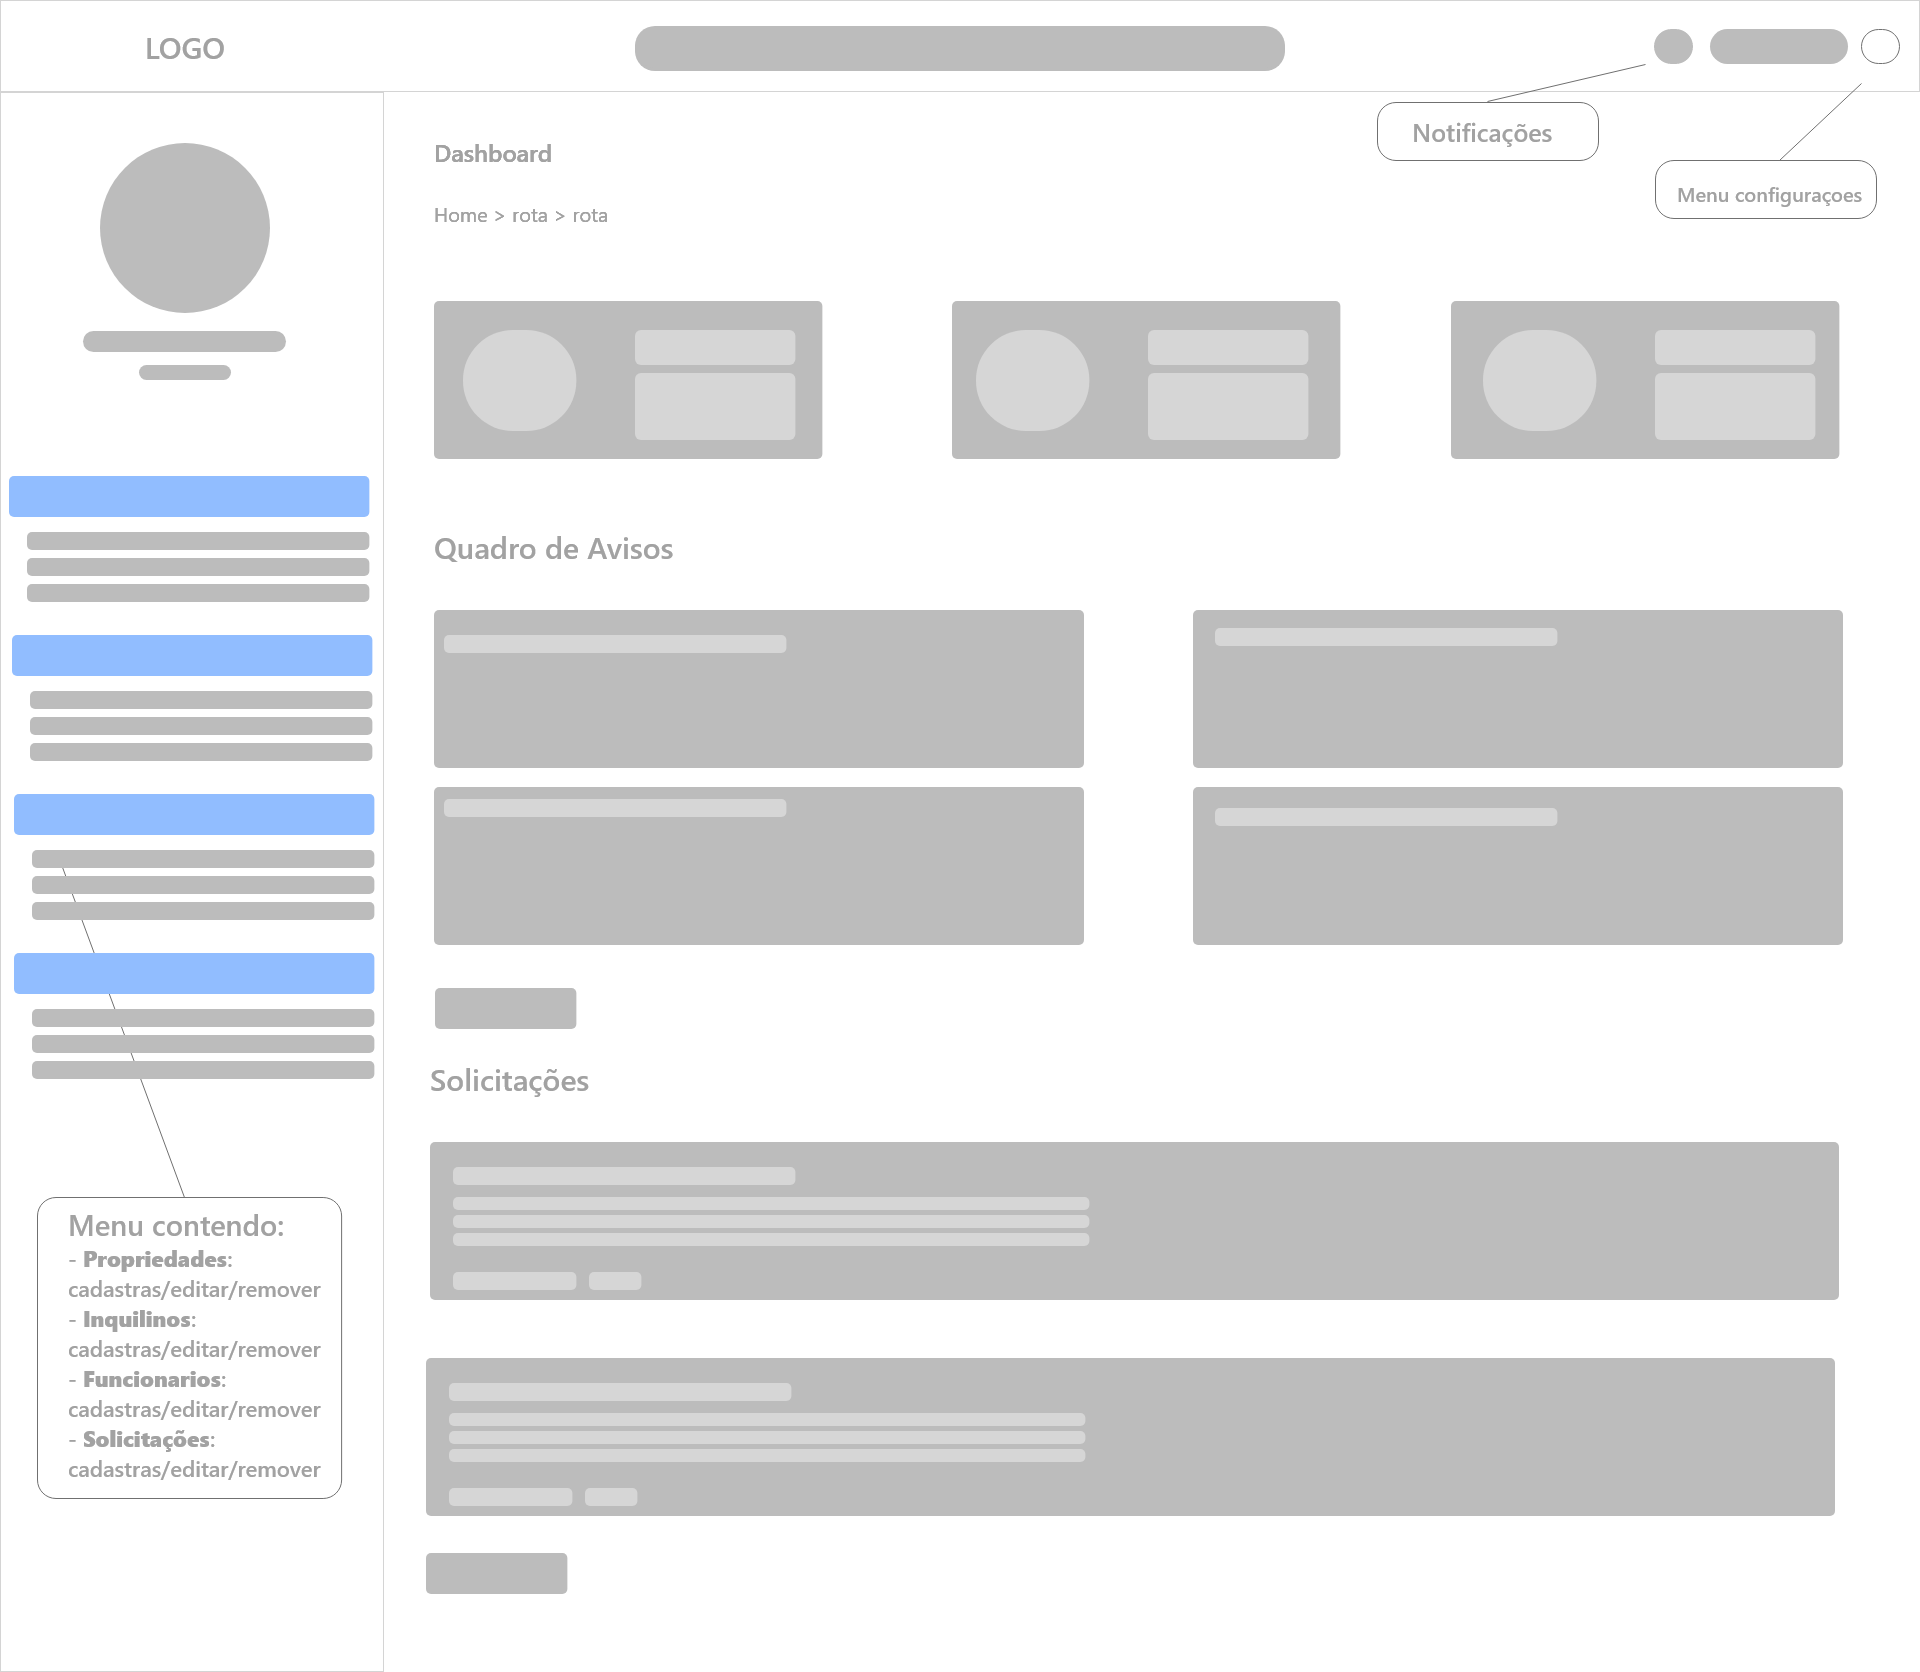 LOGO
Notificações
Menu configuraçoes
Dashboard
Home > rota > rota
Quadro de Avisos
Solicitações
Menu contendo:
- Propriedades:
cadastras/editar/remover
- Inquilinos:
cadastras/editar/remover
- Funcionarios:
cadastras/editar/remover
- Solicitações:
cadastras/editar/remover